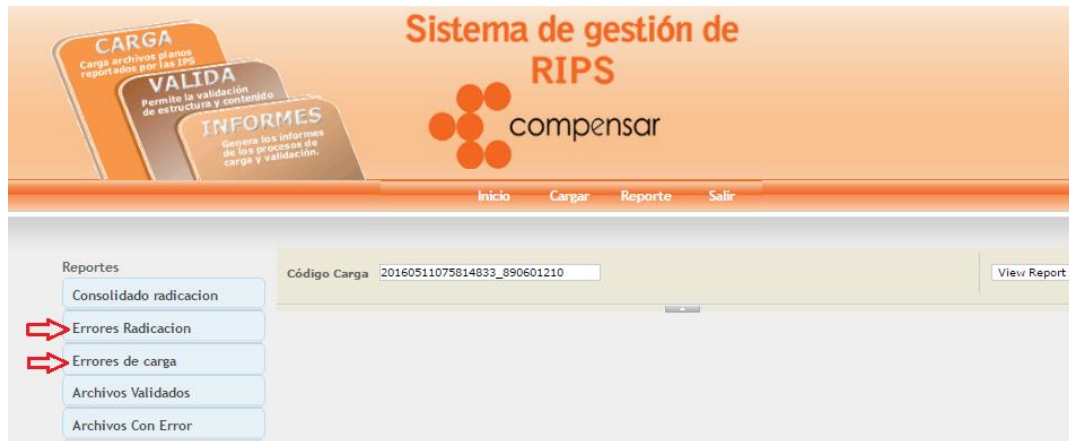 CARGA
Carga archivos planos
reportados por las IPS
VALIDA
Permite la validación
de estructura y contenido
INFORMES
Genera los informes
de los procesos de
carga y validación.
Sistema de gestión de
RIPS
compensar
Inicio Cargar Reporte Salir
Reportes
Consolidado radicacion
Errores Radicacion
Errores de carga
Archivos Validados
Archivos Con Error
Código Carga 20160511075814833_890601210
View Report